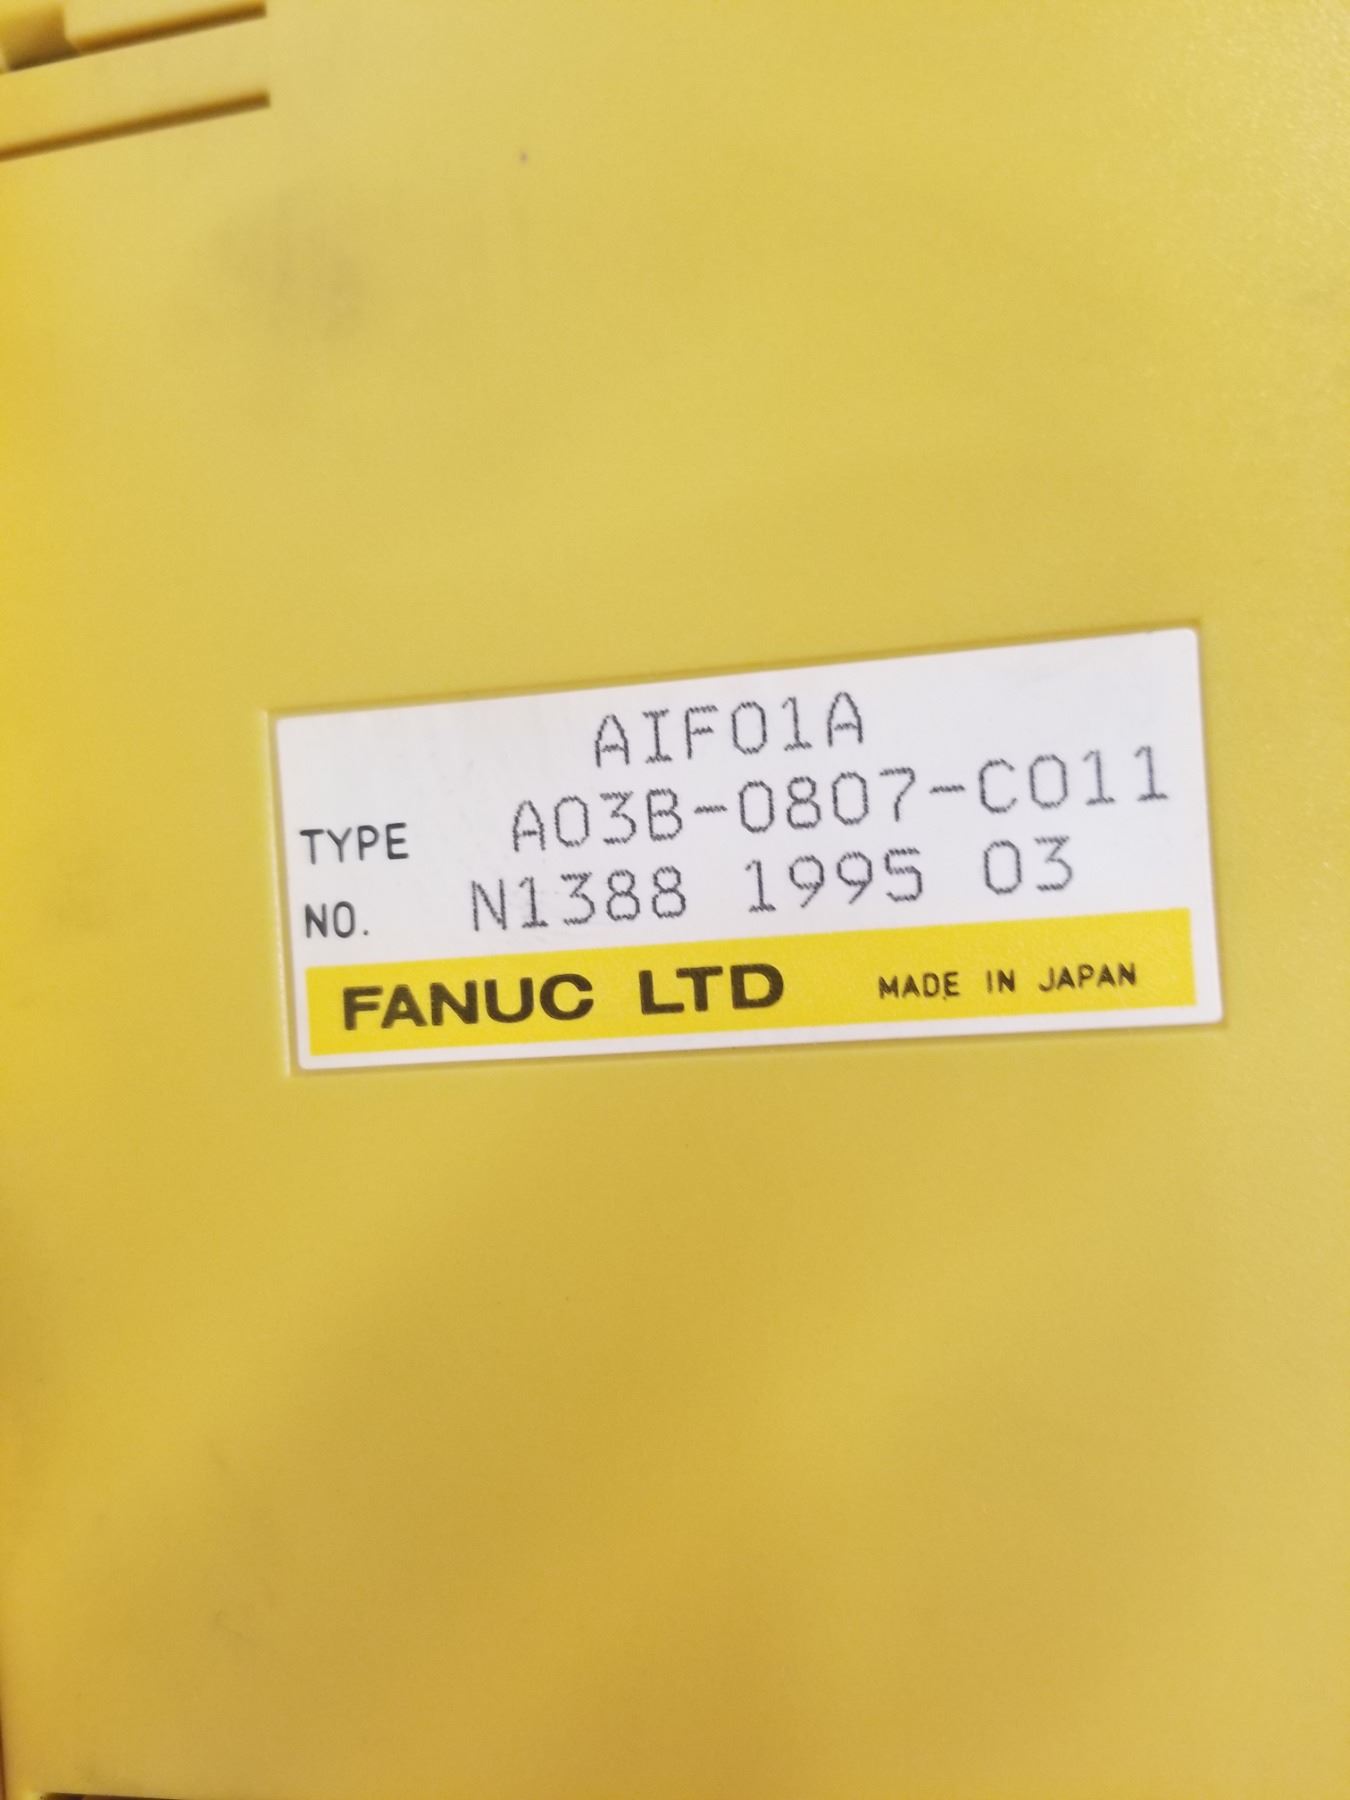 AIF01A
TYPE A03B-0807-C011
NO. N1388 1995 03
FANUC LTD MADE IN JAPAN